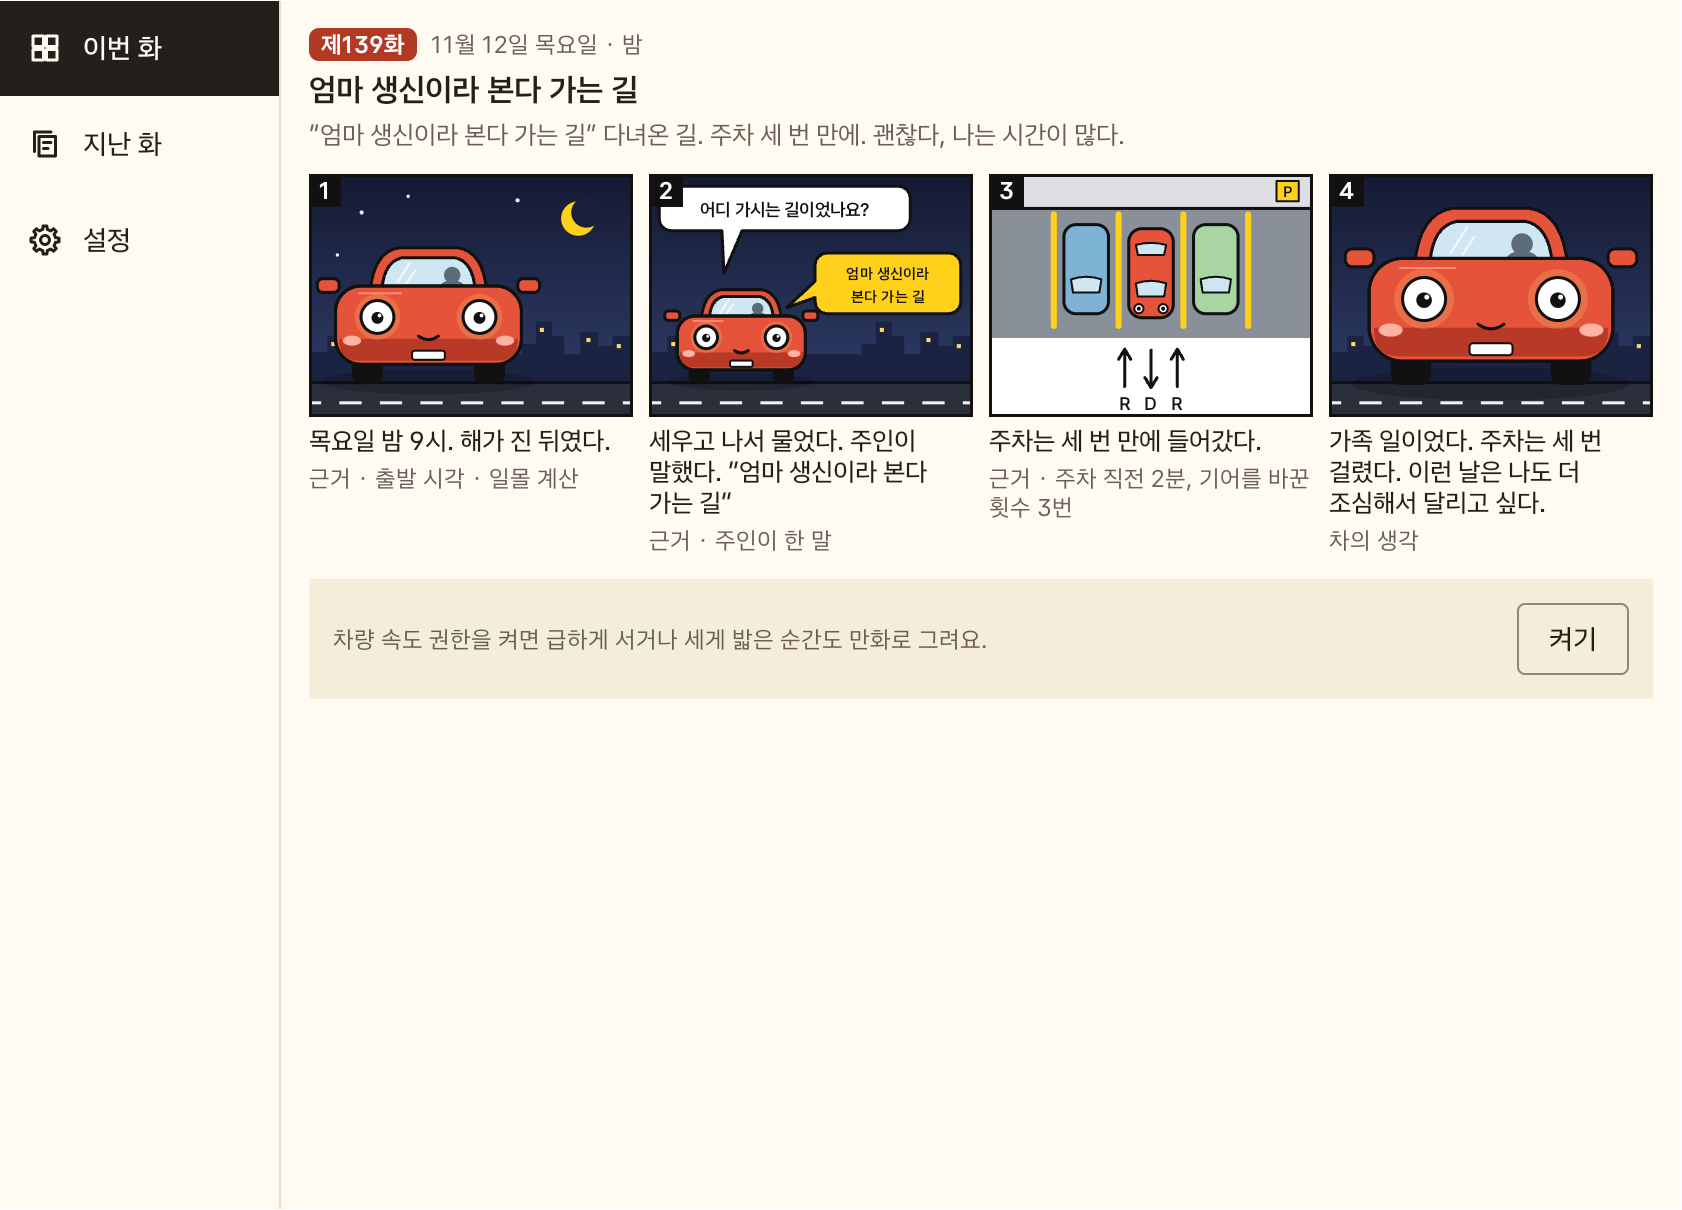 이번 화
지난 화
설정
제139화 11월 12일 목요일 · 밤
엄마 생신이라 본다 가는 길
"엄마 생신이라 본다 가는 길" 다녀온 길. 주차 세 번 만에. 괜찮다, 나는 시간이 많다.
1
2
어디 가시는 길이었나요?
엄마 생신이라
본다 가는 길
3
P
R D R
4
목요일 밤 9시. 해가 진 뒤였다.
근거 · 출발 시각 · 일몰 계산
세우고 나서 물었다. 주인이
말했다. "엄마 생신이라 본다
가는 길"
근거 · 주인이 한 말
주차는 세 번 만에 들어갔다.
근거 · 주차 직전 2분, 기어를 바꾼
횟수 3번
가족 일이었다. 주차는 세 번
걸렸다. 이런 날은 나도 더
조심해서 달리고 싶다.
차의 생각
차량 속도 권한을 켜면 급하게 서거나 세게 밟은 순간도 만화로 그려요.
켜기